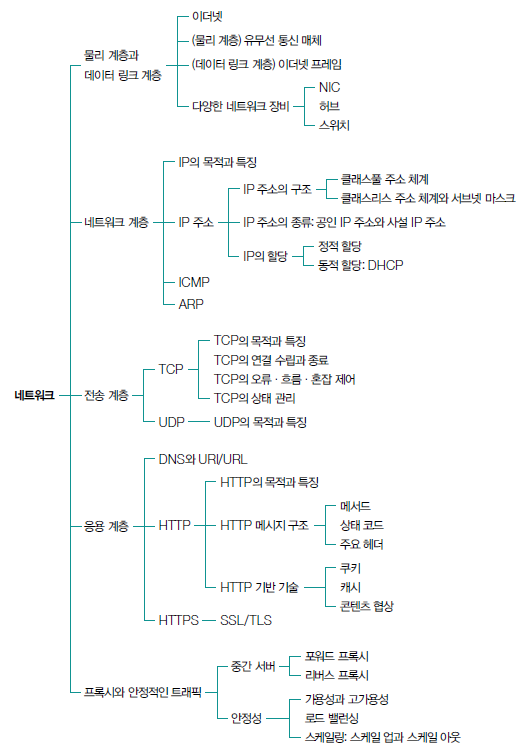 이더넷
물리 계층과
데이터 링크 계층
(물리 계층) 유무선 통신 매체
(데이터 링크 계층) 이더넷 프레임
다양한 네트워크 장비
NIC
허브
스위치
네트워크 계층
IP의 목적과 특징
IP 주소
IP 주소의 구조
클래스풀 주소 체계
클래스리스 주소 체계와 서브넷 마스크
IP 주소의 종류: 공인 IP 주소와 사설 IP 주소
IP의 할당
정적 할당
동적 할당: DHCP
ICMP
ARP
네트워크
전송 계층
TCP
TCP의 목적과 특징
TCP의 연결 수립과 종료
TCP의 오류 · 흐름 · 혼잡 제어
TCP의 상태 관리
UDP
UDP의 목적과 특징
응용 계층
DNS와 URI/URL
HTTP
HTTP의 목적과 특징
HTTP 메시지 구조
메서드
상태 코드
주요 헤더
HTTP 기반 기술
쿠키
캐시
콘텐츠 협상
HTTPS
SSL/TLS
프록시와 안정적인 트래픽
중간 서버
포워드 프록시
리버스 프록시
안정성
가용성과 고가용성
로드 밸런싱
스케일링: 스케일 업과 스케일 아웃